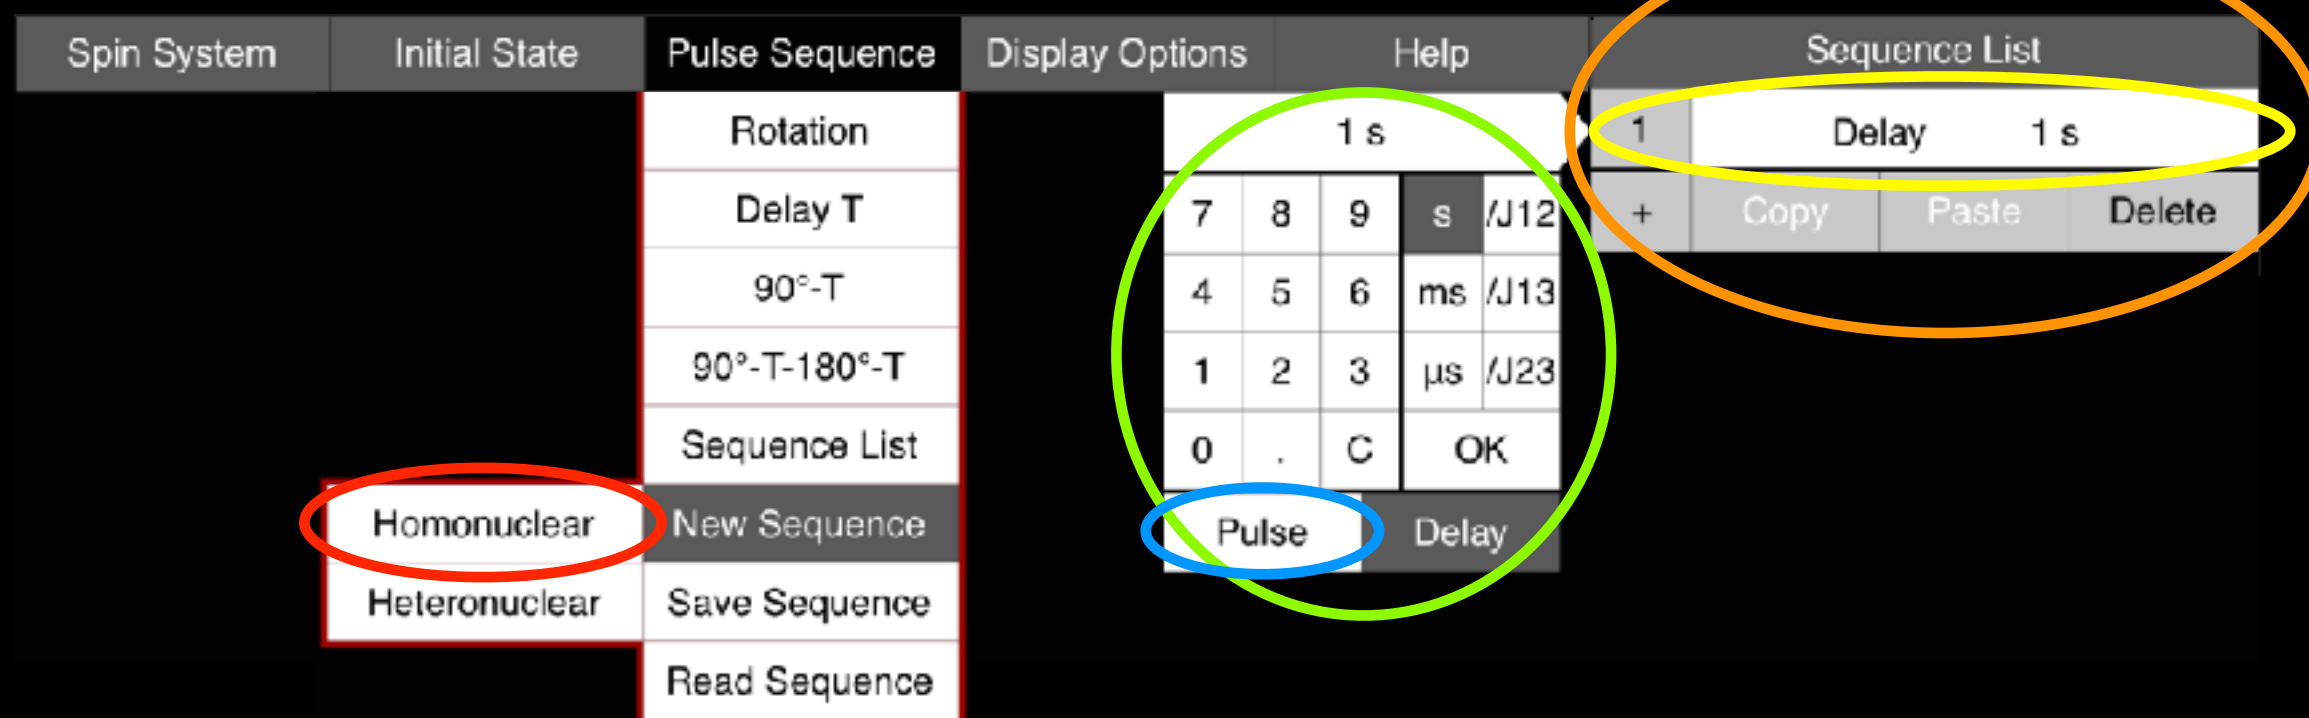 Spin System Initial State Pulse Sequence Display Options Help Sequence List
Rotation
Delay T
90°-T
90°-T-180°-T
Sequence List
Homonuclear New Sequence
Heteronuclear Save Sequence
Read Sequence
1 s
7 8 9 s /J12
4 5 6 ms /J13
1 2 3 µs /J23
0 . C OK
Pulse Delay
1 Delay 1 s
+ Copy Paste Delete